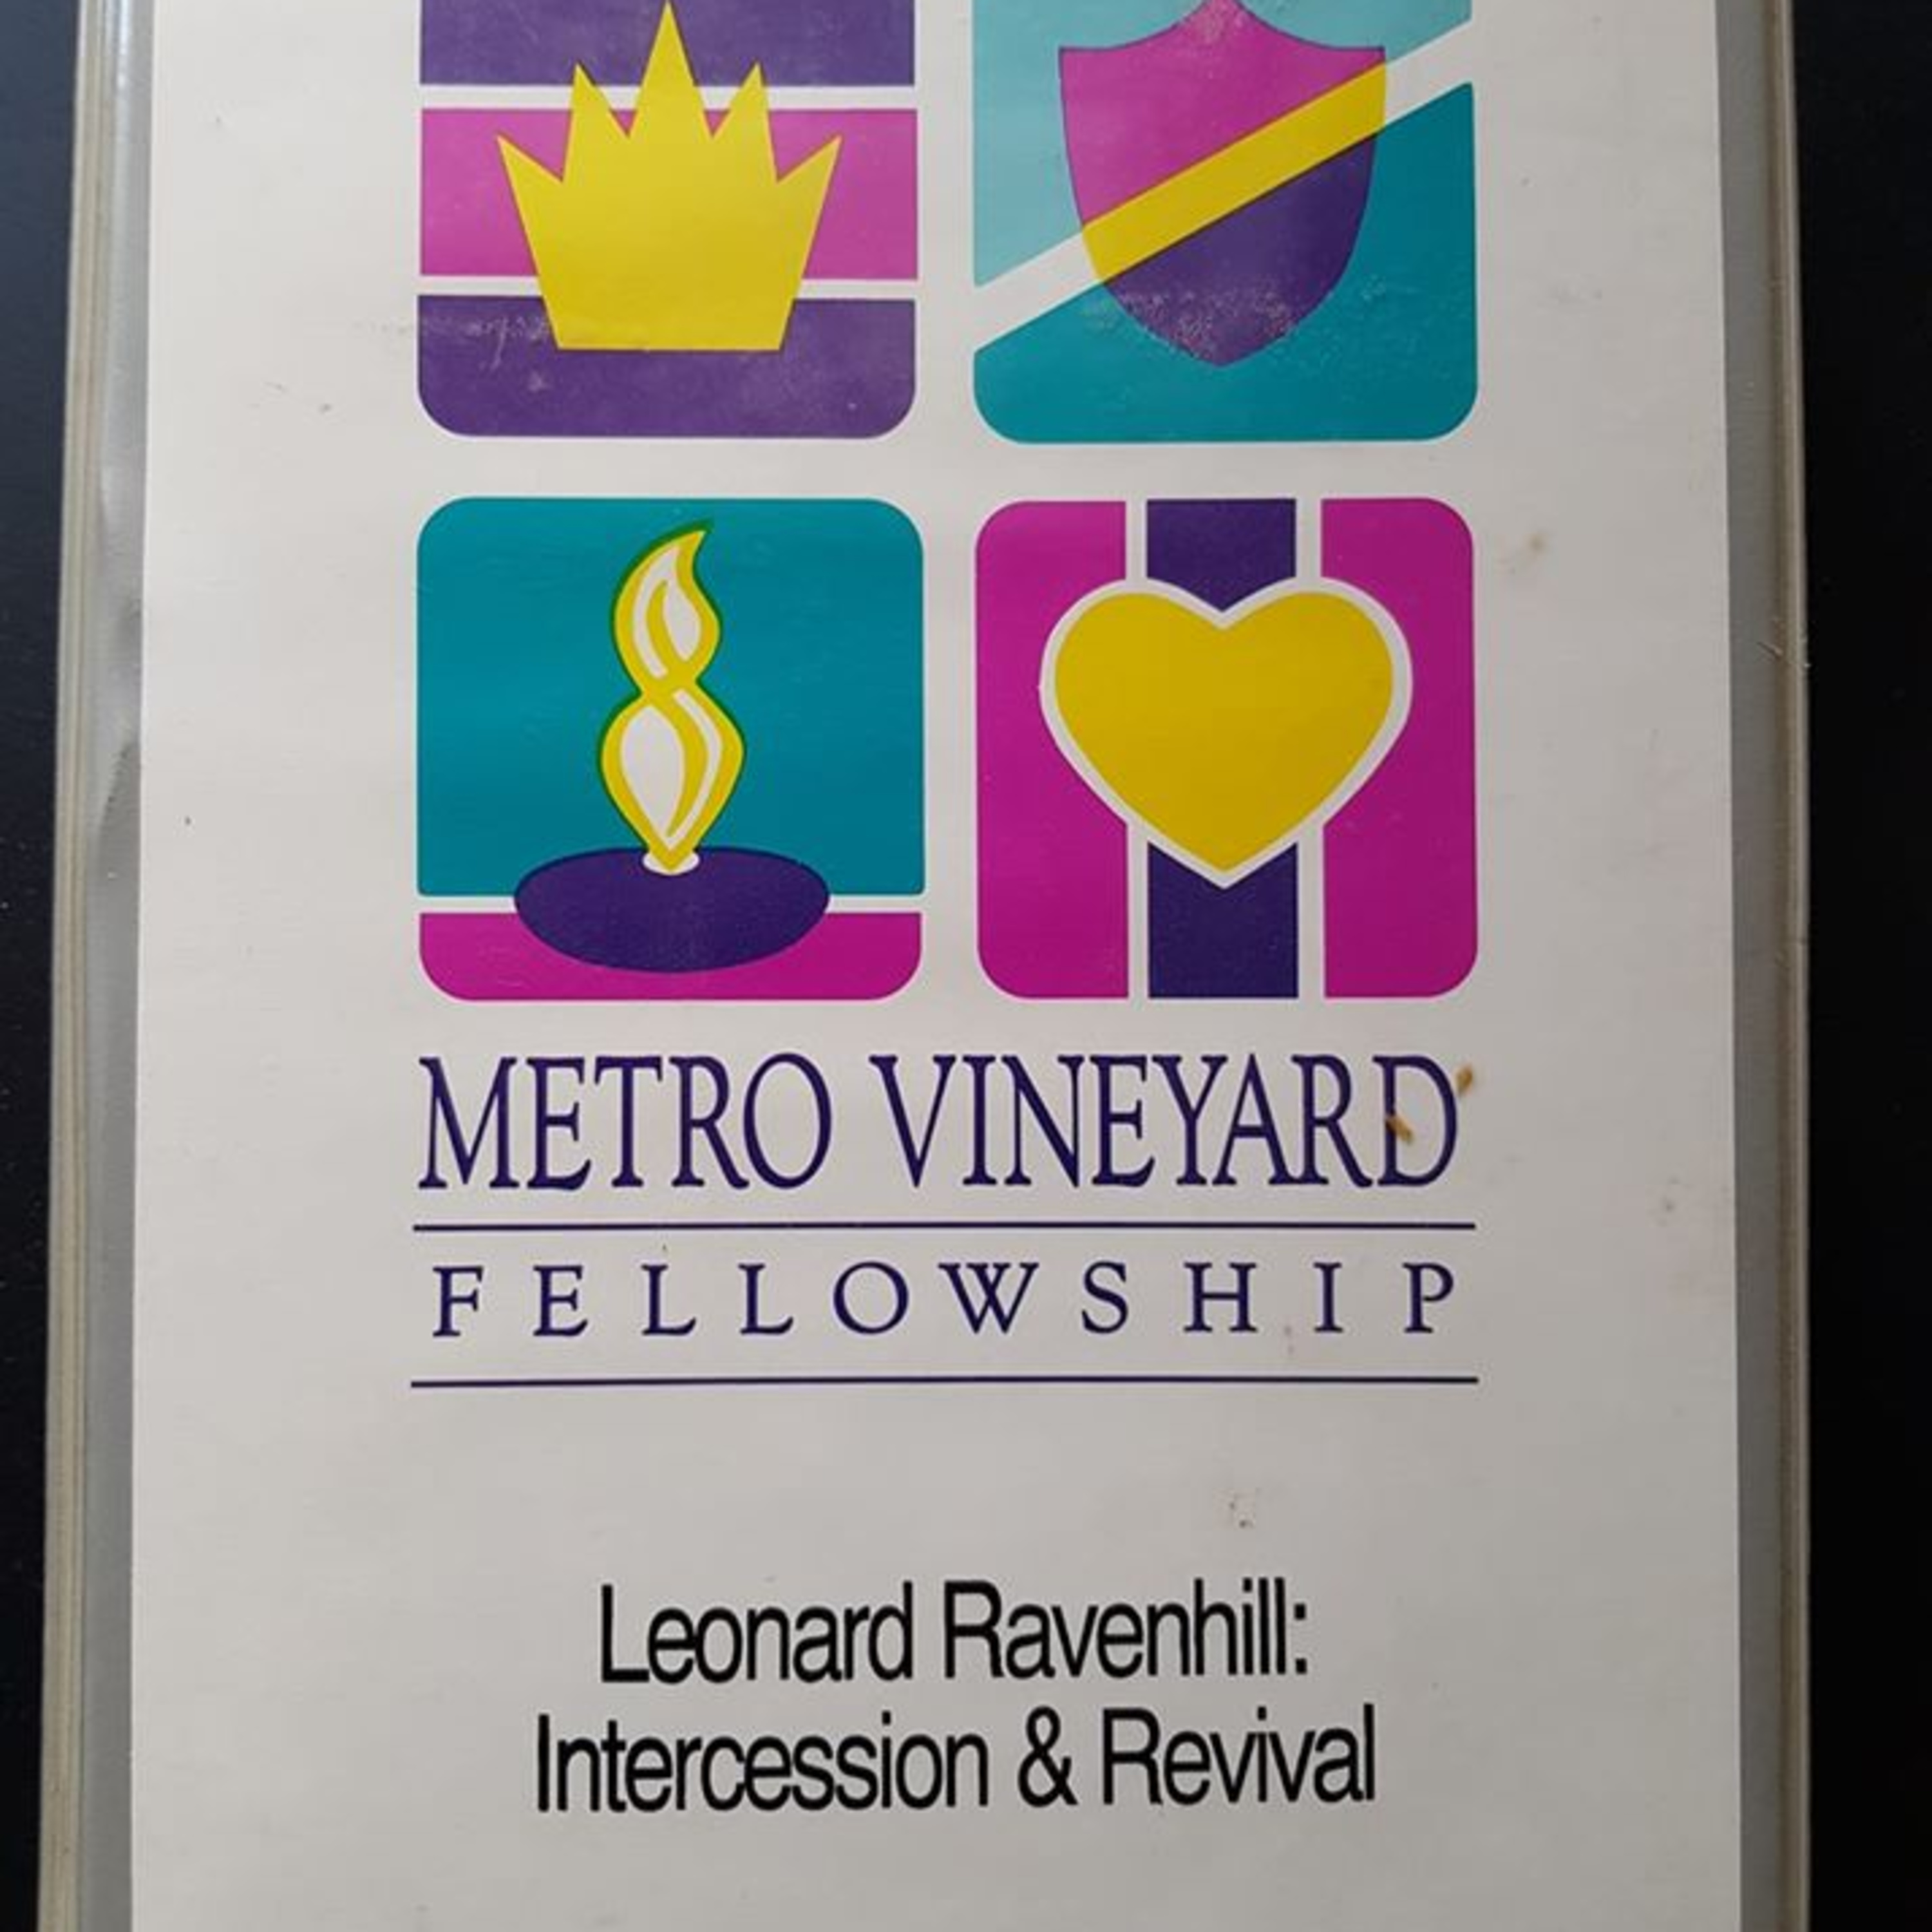 METRO VINEYARD
FELLOWSHIP
Leonard Ravenhill:
Intercession & Revival